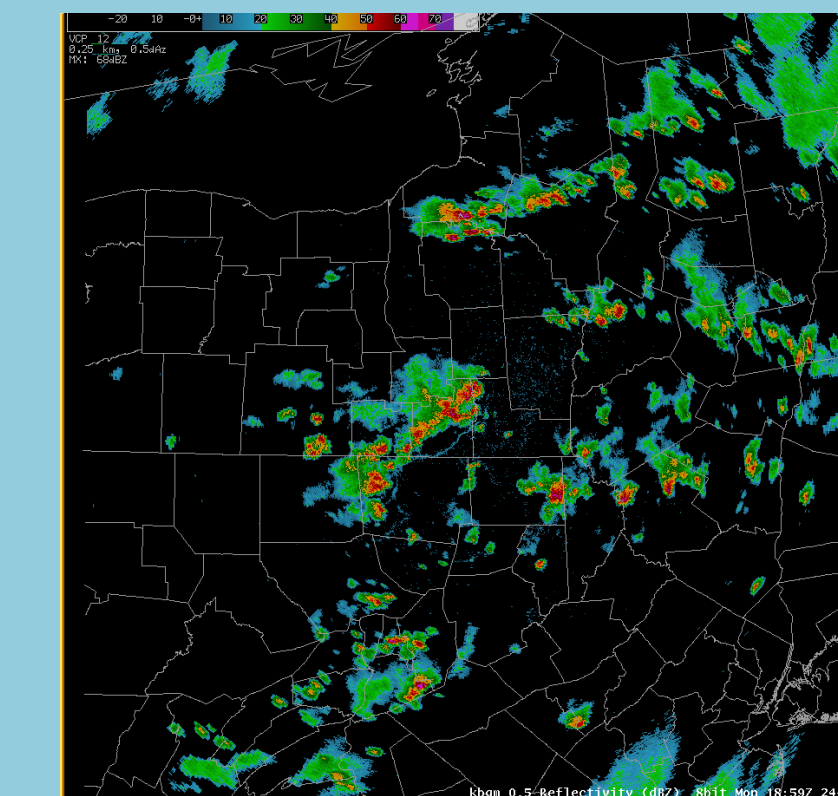 -20 10 -0+ 10 20 30 40 50 60 70
VCP 12
0.25 km, 0.5dAz
MX: 68dBZ
kbgm 0.5 Reflectivity (dBZ) 8bit Mon 18:59Z 24